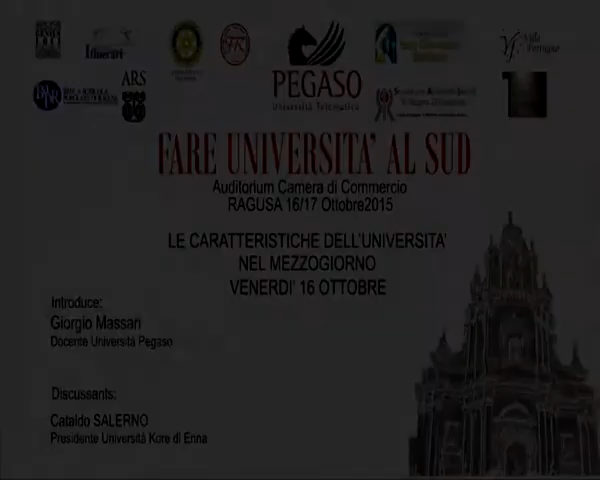 Itinerari
ARS
PEGASO
Università Telematica
FARE UNIVERSITA' AL SUD
Auditorium Camera di Commercio
RAGUSA 16/17 Ottobre2015
LE CARATTERISTICHE DELL'UNIVERSITA'
NEL MEZZOGIORNO
VENERDI' 16 OTTOBRE
Introduce:
Giorgio Massari
Docente Università Pegaso
Discussants:
Cataldo SALERNO
Presidente Università Kore di Enna